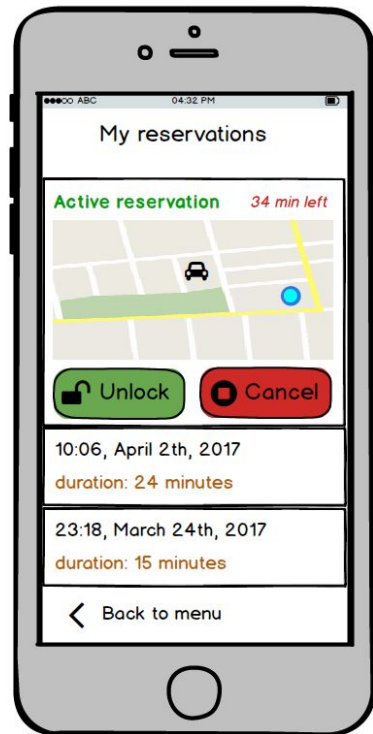 ABC 04:32 PM
My reservations
Active reservation 34 min left
Unlock Cancel
10:06, April 2th, 2017
duration: 24 minutes
23:18, March 24th, 2017
duration: 15 minutes
Back to menu